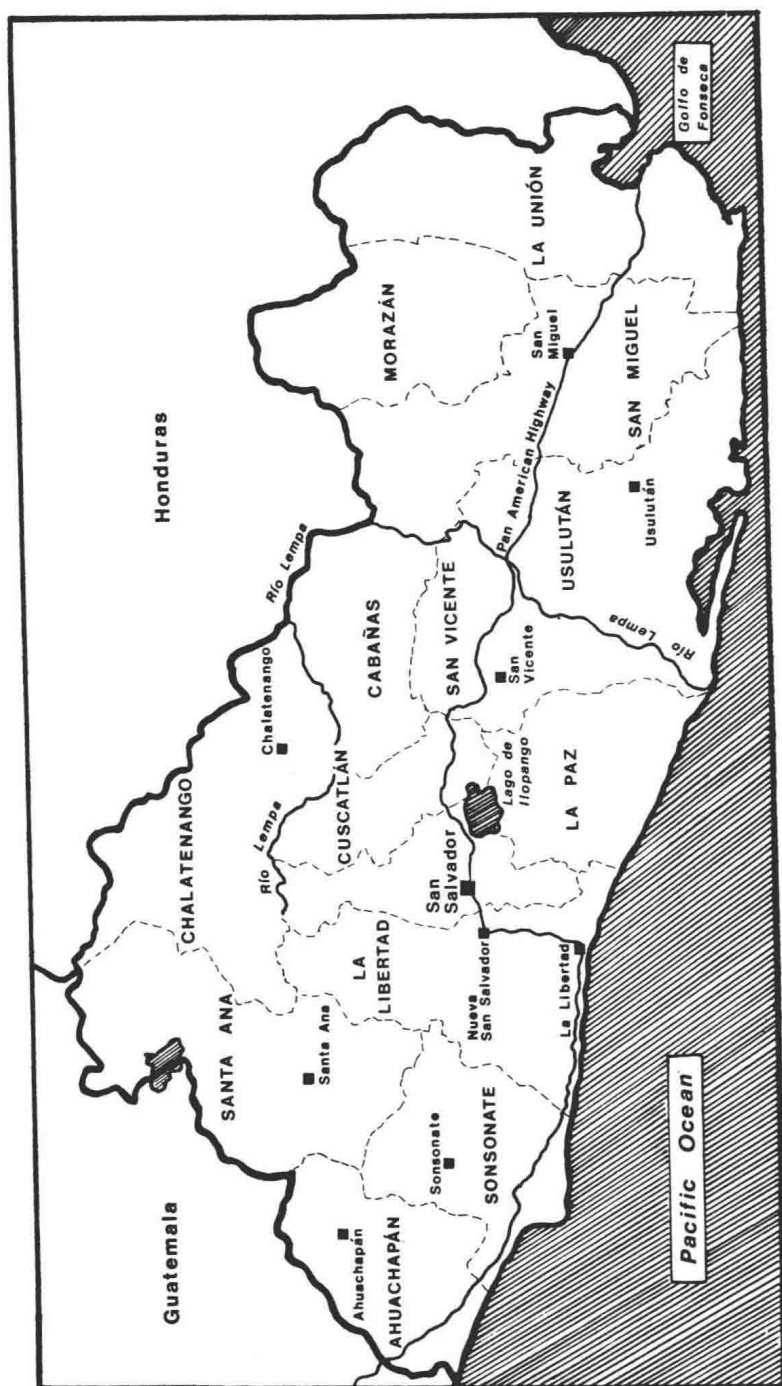 Guatemala
Honduras
Golfo de
Fonseca
CHALATENANGO
Chalatenango
Río Lempa
Río Lempa
SANTA ANA
Santa Ana
MORAZÁN
CUSCATLÁN
CABAÑAS
LA
LIBERTAD
Ahuachapán
AHUACHAPÁN
Sonsonate
SONSONATE
Nueva
San Salvador
San
Salvador
SAN VICENTE
San
Vicente
Lago de
Ilopango
LA PAZ
La Libertad
Pan American Highway
San
Miguel
LA UNIÓN
SAN MIGUEL
USULUTÁN
Usulután
Río Lempa
Pacific Ocean